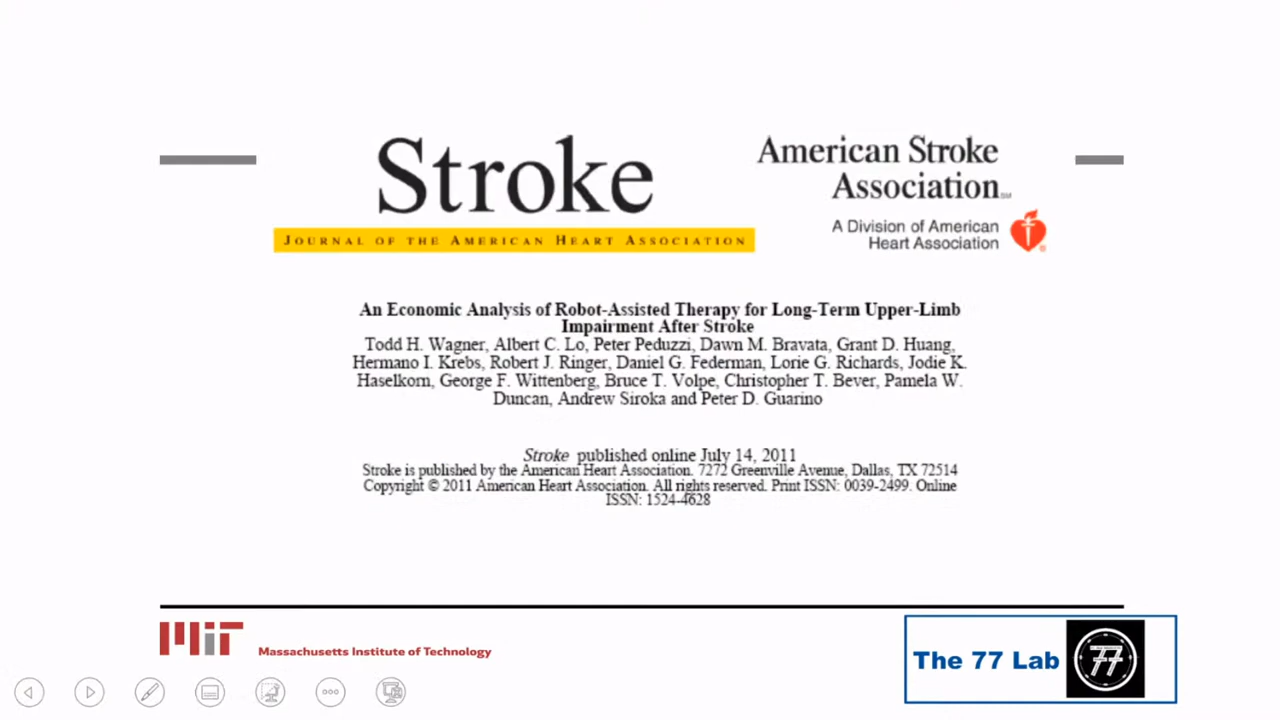 Stroke
JOURNAL OF THE AMERICAN HEART ASSOCIATION
American Stroke
Association℠
A Division of American
Heart Association
An Economic Analysis of Robot-Assisted Therapy for Long-Term Upper-Limb
Impairment After Stroke
Todd H. Wagner, Albert C. Lo, Peter Peduzzi, Dawn M. Bravata, Grant D. Huang,
Hermano I. Krebs, Robert J. Ringer, Daniel G. Federman, Lorie G. Richards, Jodie K.
Haselkorn, George F. Wittenberg, Bruce T. Volpe, Christopher T. Bever, Pamela W.
Duncan, Andrew Siroka and Peter D. Guarino
Stroke published online July 14, 2011
Stroke is published by the American Heart Association. 7272 Greenville Avenue, Dallas, TX 72514
Copyright © 2011 American Heart Association. All rights reserved. Print ISSN: 0039-2499. Online
ISSN: 1524-4628
MIT
Massachusetts Institute of Technology
The 77 Lab
77